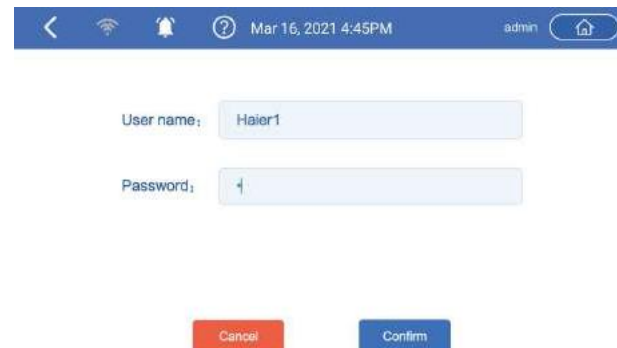 Mar 16, 2021 4:45PM admin
User name:
Haier1
Password:
Cancel Confirm